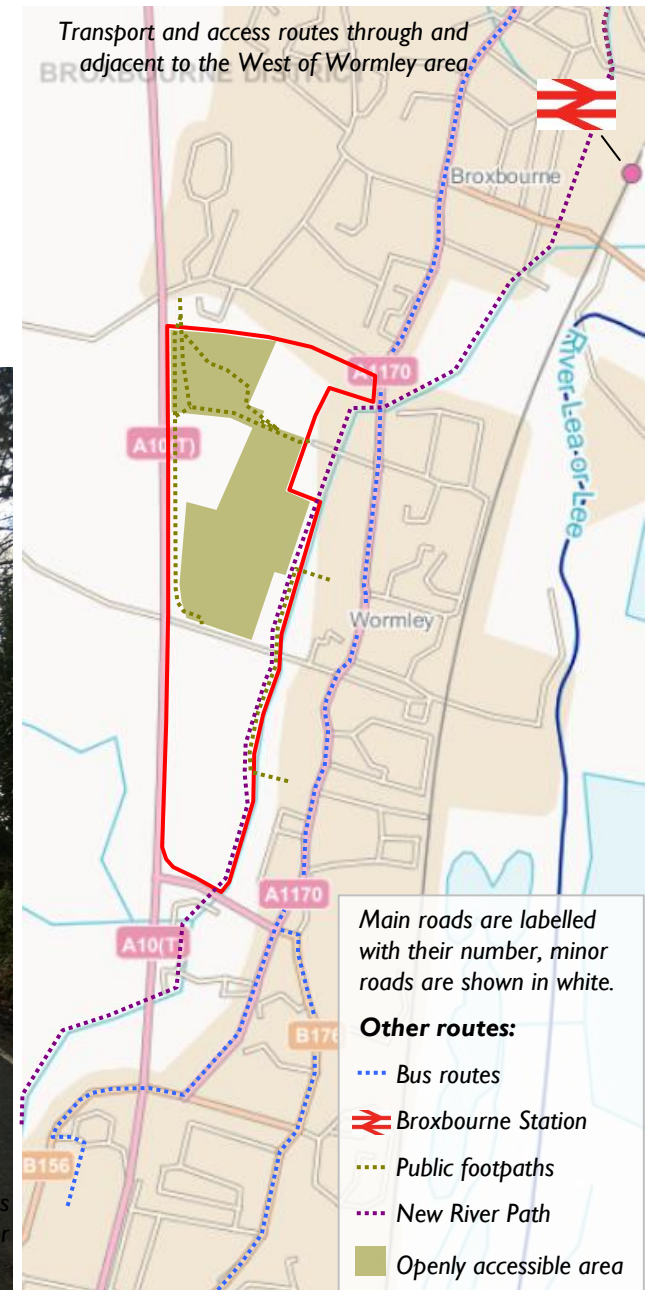 Transport and access routes through and
adjacent to the West of Wormley area
BROXBOURNE DISTRICT
Broxbourne
A1170
River-Lea-or-Lee
A10(T)
Wormley
A1170
A10(T)
B176
B156
s
r
Main roads are labelled
with their number, minor
roads are shown in white.
Other routes:
Bus routes
Broxbourne Station
Public footpaths
New River Path
Openly accessible area